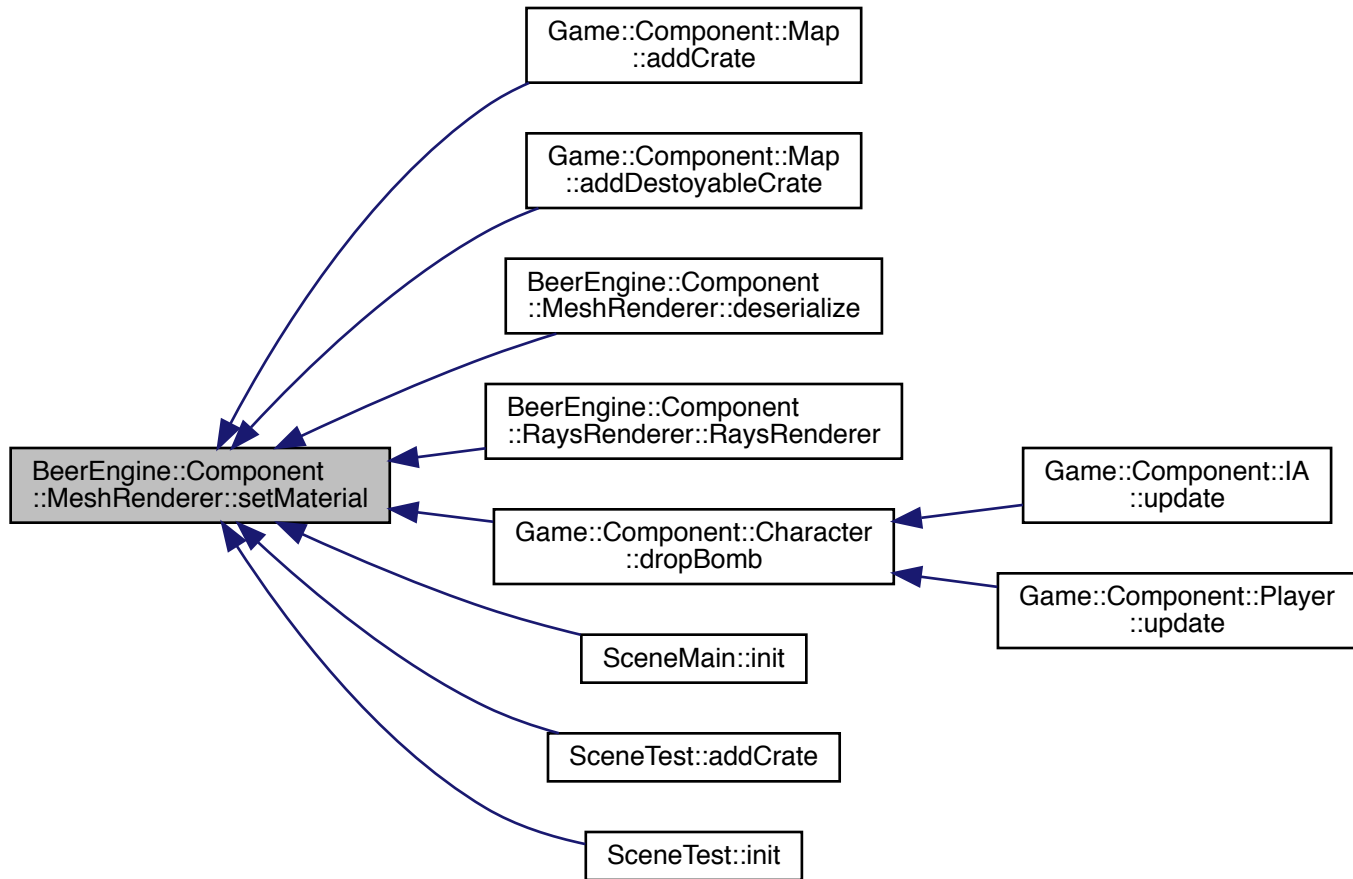 Game::Component::Map
::addCrate
Game::Component::Map
::addDestoyableCrate
BeerEngine::Component
::MeshRenderer::deserialize
BeerEngine::Component
::RaysRenderer::RaysRenderer
BeerEngine::Component
::MeshRenderer::setMaterial
Game::Component::IA
::update
Game::Component::Character
::dropBomb
Game::Component::Player
::update
SceneMain::init
SceneTest::addCrate
SceneTest::init